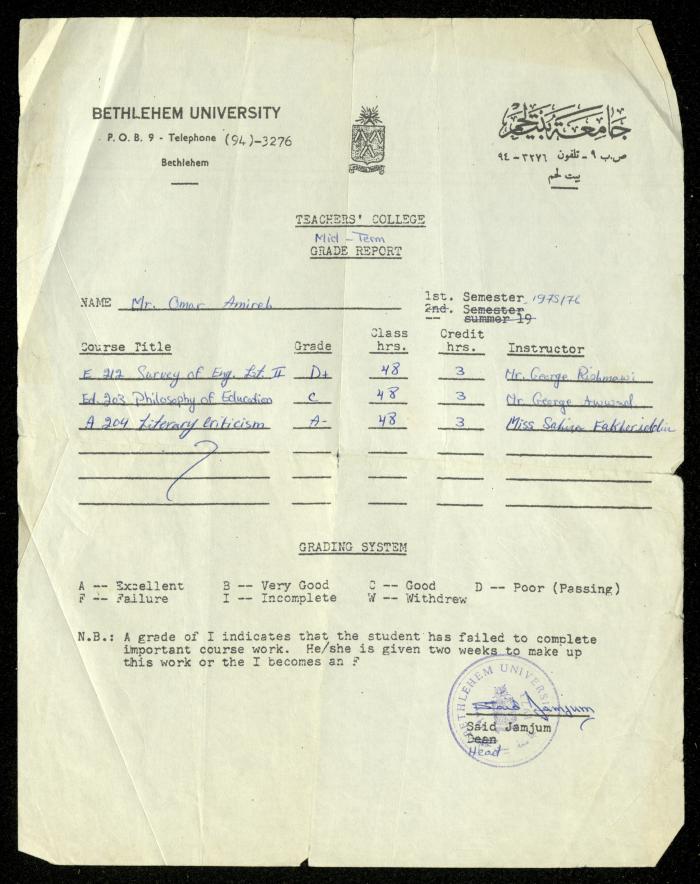 BETHLEHEM UNIVERSITY
P. O. B. 9 - Telephone (94)-3276
Bethlehem
جامعة بيت لحم
ص.ب ٩ - تلفون ٣٢٧٦ - ٩٤
بيت لحم
TEACHERS' COLLEGE
Mid-Term
GRADE REPORT
NAME Mr. Omar Amireh
1st. Semester 1975/76
2nd. Semester
summer 19
Course Title Grade Class hrs. Credit hrs. Instructor
E 212 Survey of Eng. Lit. II D+ 48 3 Mr. George Rishmawi
Ed. 203 Philosophy of Education C 48 3 Mr. George Awwad.
A 204 Literary Criticism A- 48 3 Miss Sahira Fakhoriddin
GRADING SYSTEM
A -- Excellent B -- Very Good C -- Good D -- Poor (Passing)
F -- Failure I -- Incomplete W -- Withdrew
N.B.: A grade of I indicates that the student has failed to complete
important course work. He/she is given two weeks to make up
this work or the I becomes an F
BETHLEHEM UNIVERSITY
Said Jamjum
Said Jamjum
Dean
Head